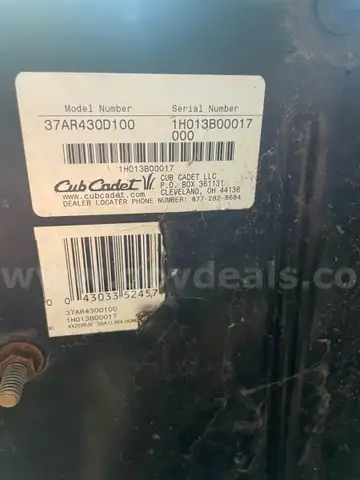 Model Number Serial Number
37AR430D100 1H013B00017
000
1H013B00017
Cub Cadet
CUB CADET LLC
P.O. BOX 361131
www.cubcadet.com CLEVELAND, OH 44136
DEALER LOCATER PHONE NUMBER: 877-282-8684
0 43033 52457
37AR430D100
1H013B00017